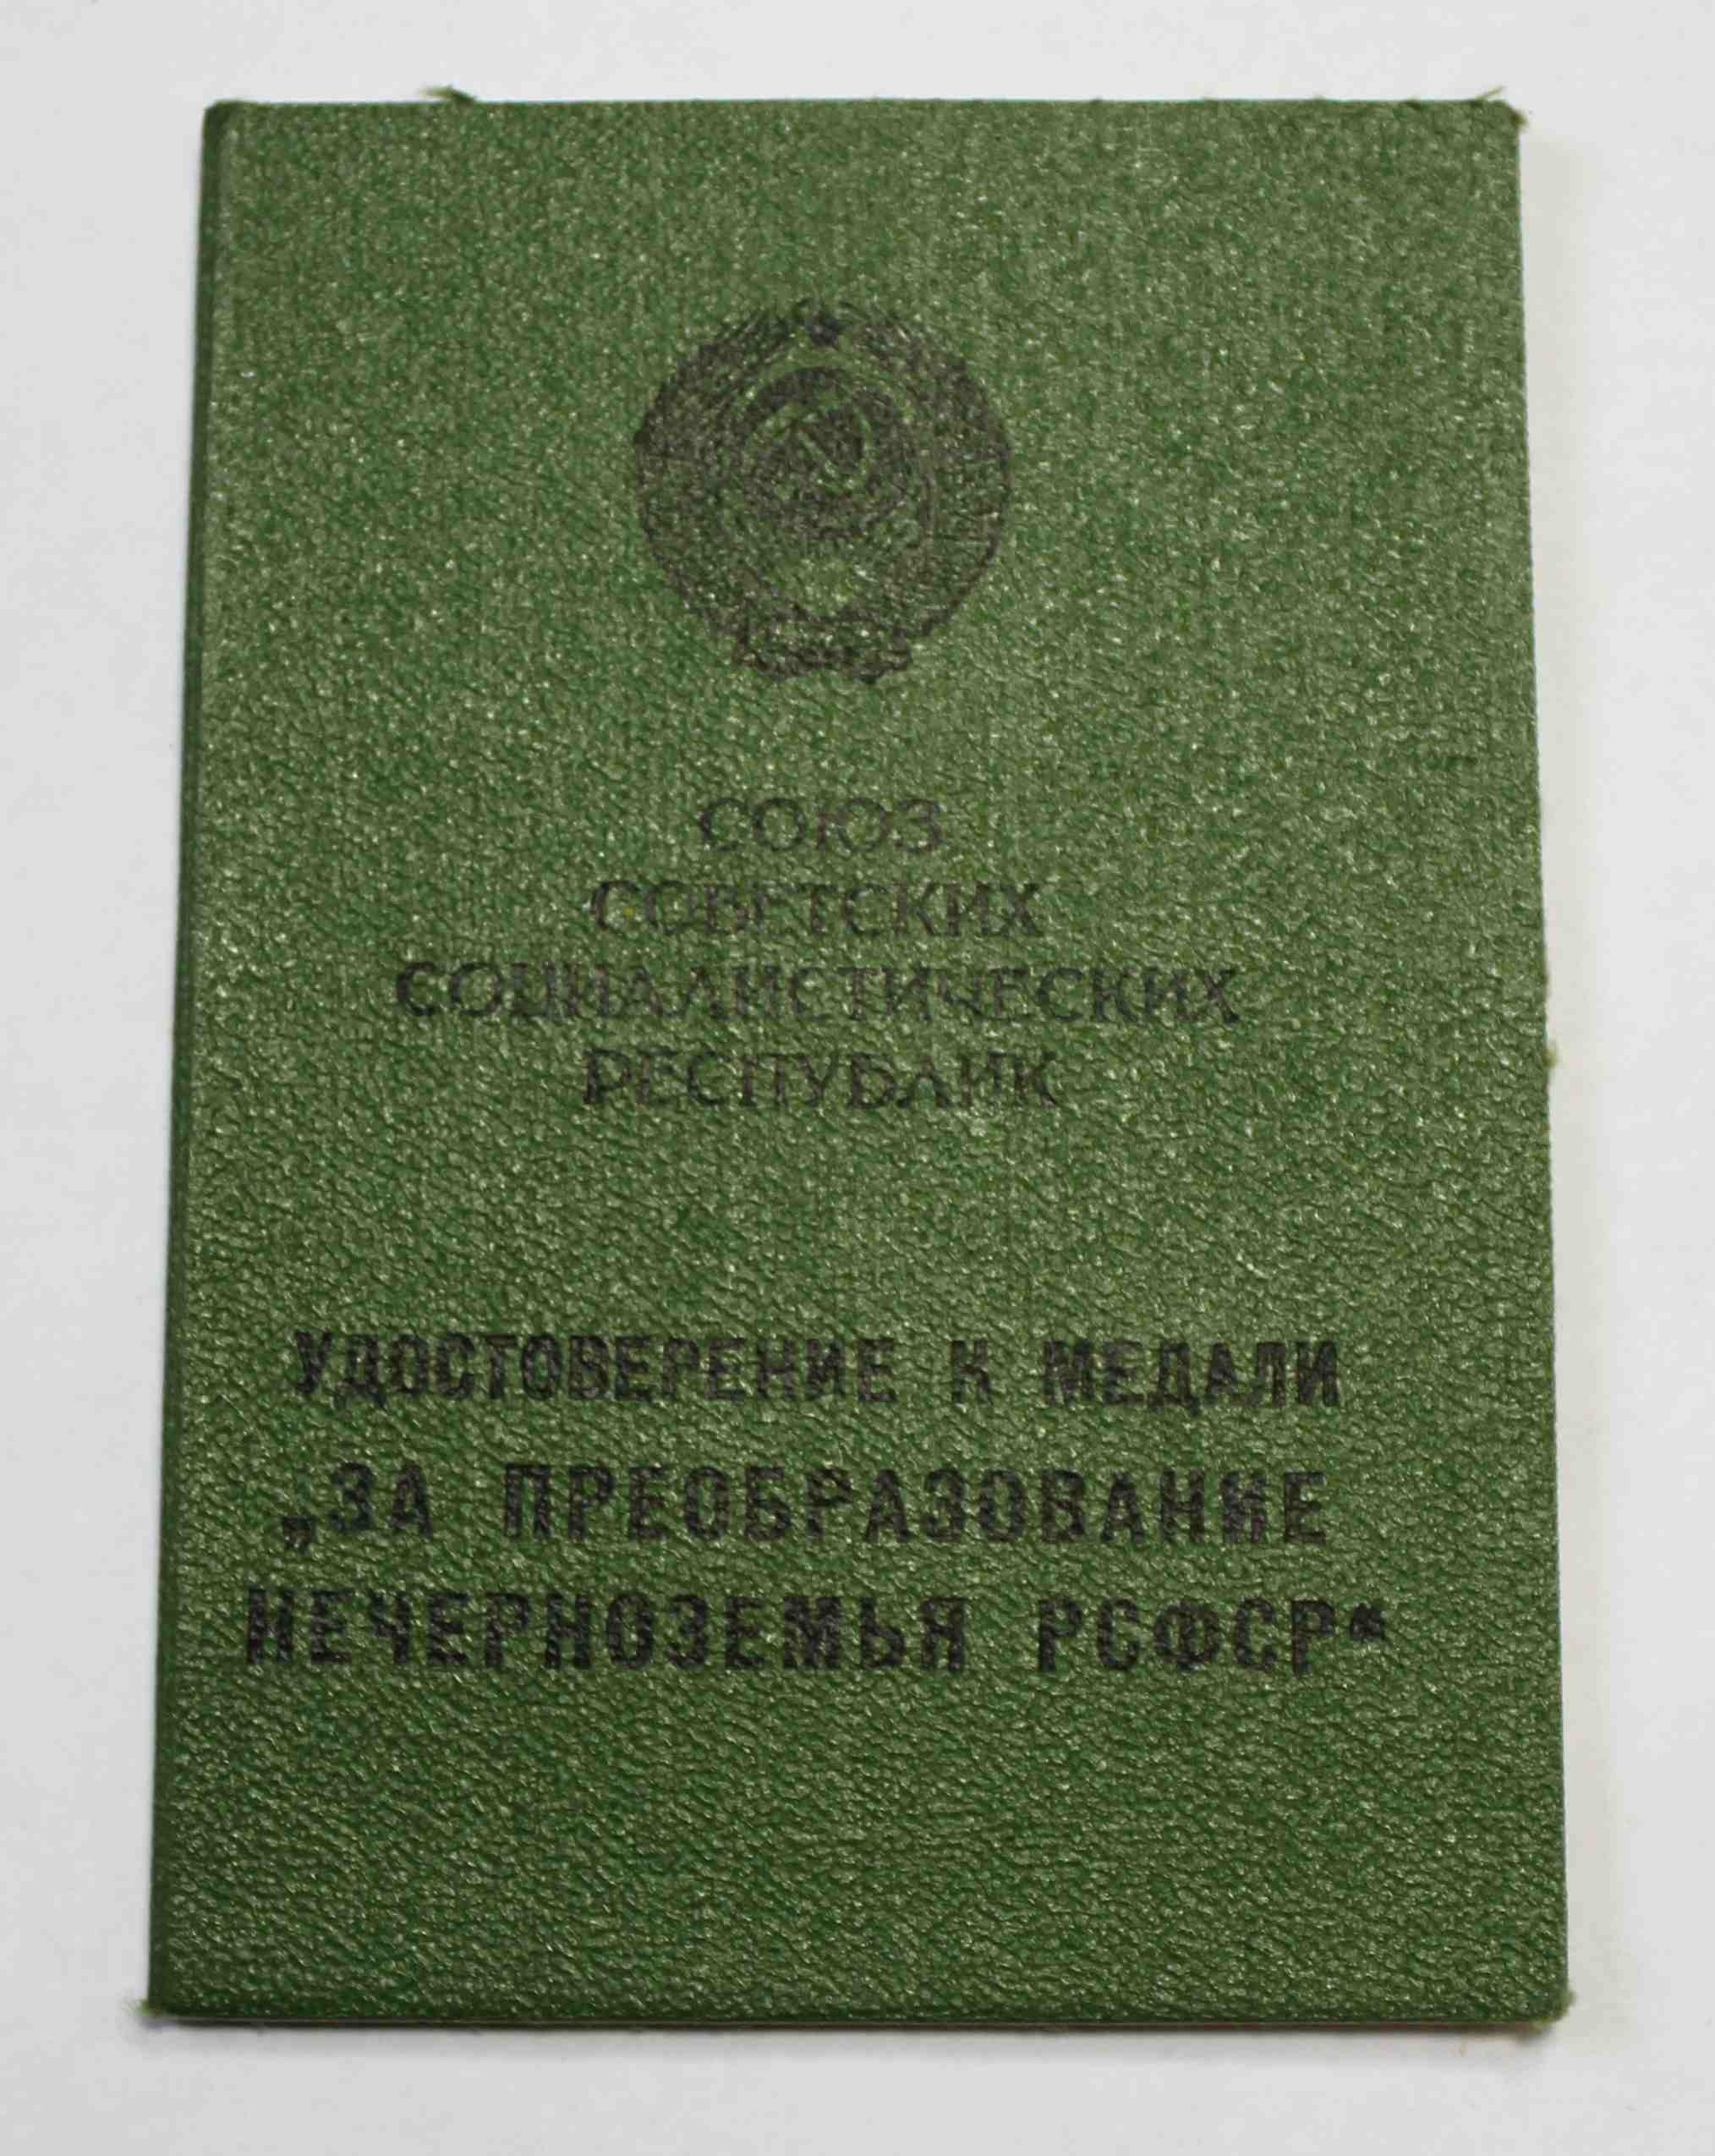 СОЮЗ
СОВЕТСКИХ
СОЦИАЛИСТИЧЕСКИХ
РЕСПУБЛИК
УДОСТОВЕРЕНИЕ К МЕДАЛИ
„ЗА ПРЕОБРАЗОВАНИЕ
НЕЧЕРНОЗЕМЬЯ РСФСР“